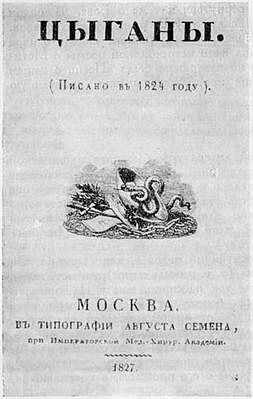 ЦЫГАНЫ.
(Писано въ 1824 году).
МОСКВА.
ВЪ ТИПОГРАФІИ АВГУСТА СЕМЕНА,
при Императорской Мед.-Хирур. Академіи.
1827.